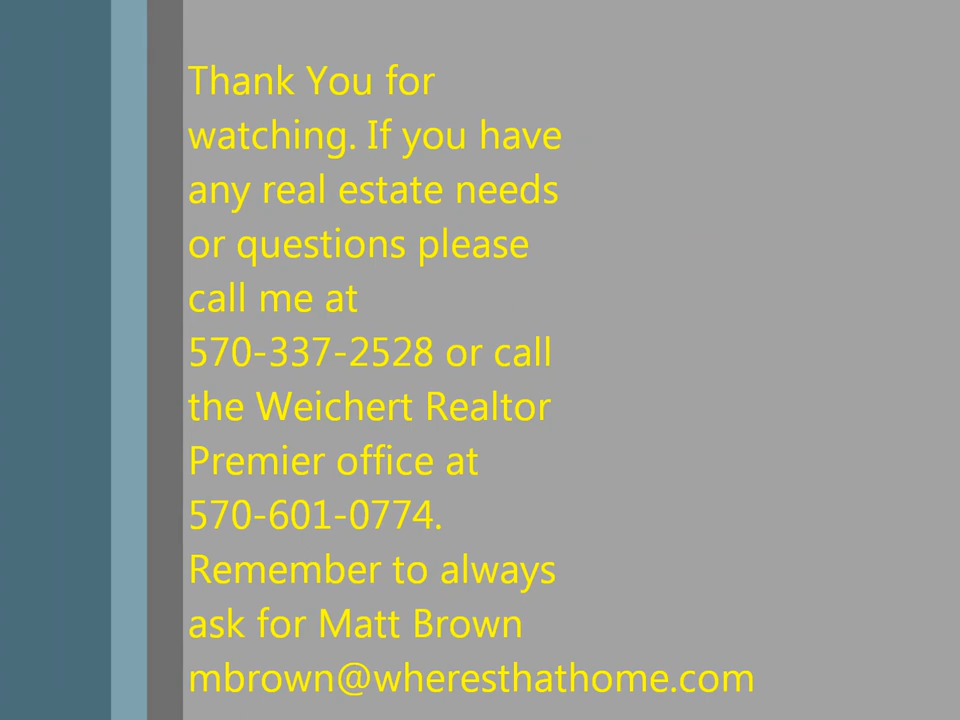 Thank You for
watching. If you have
any real estate needs
or questions please
call me at
570-337-2528 or call
the Weichert Realtor
Premier office at
570-601-0774.
Remember to always
ask for Matt Brown
mbrown@wheresthathome.com